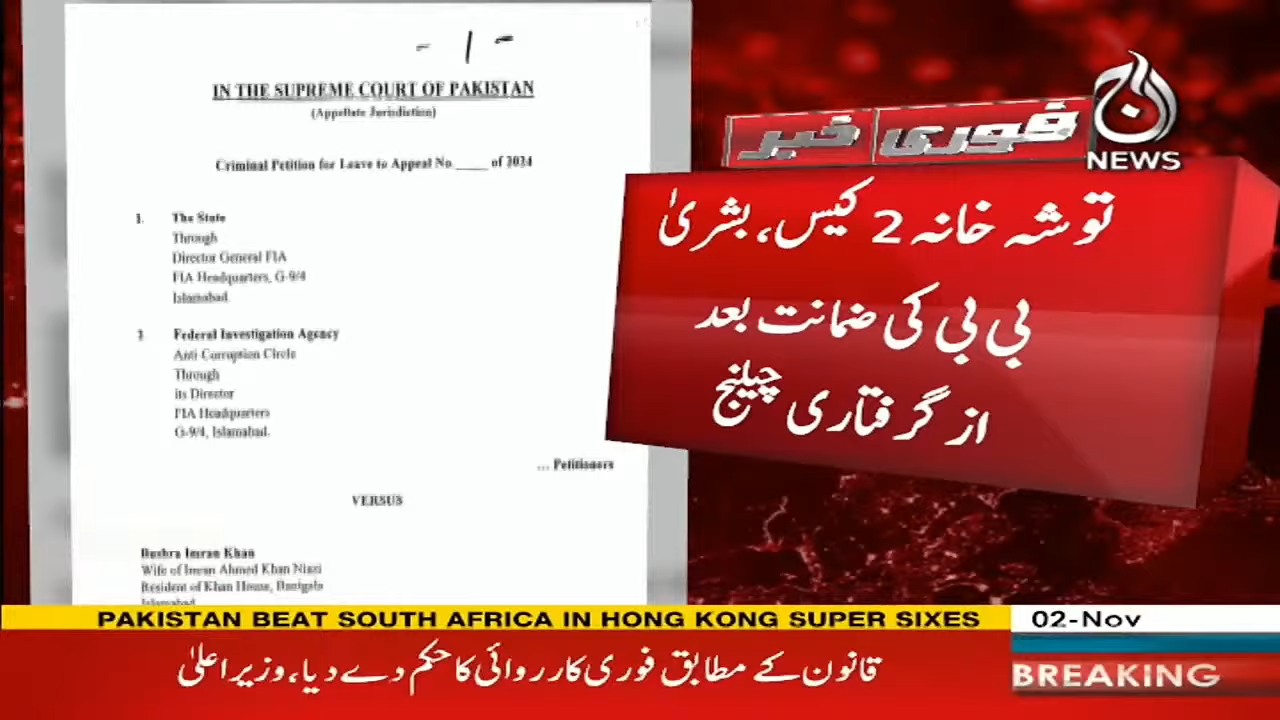 - 1 -
IN THE SUPREME COURT OF PAKISTAN
(Appellate Jurisdiction)
Criminal Petition for Leave to Appeal No.____ of 2024
1. The State
Through
Director General FIA
FIA Headquarters, G-9/4
Islamabad.
Federal Investigation Agency
Anti Corruption Circle
Through
its Director
FIA Headquarters
G-9/4, Islamabad.
... Petitioners
VERSUS
Bushra Imran Khan
Wife of Imran Ahmed Khan Niazi
Resident of Khan House, Banigala
Islamabad
فوری خبر
آج
NEWS
توشہ خانہ 2 کیس، بشریٰ
بی بی کی ضمانت بعد
از گرفتاری چیلنج
PAKISTAN BEAT SOUTH AFRICA IN HONG KONG SUPER SIXES
02-Nov
قانون کے مطابق فوری کارروائی کا حکم دے دیا، وزیراعلیٰ
BREAKING